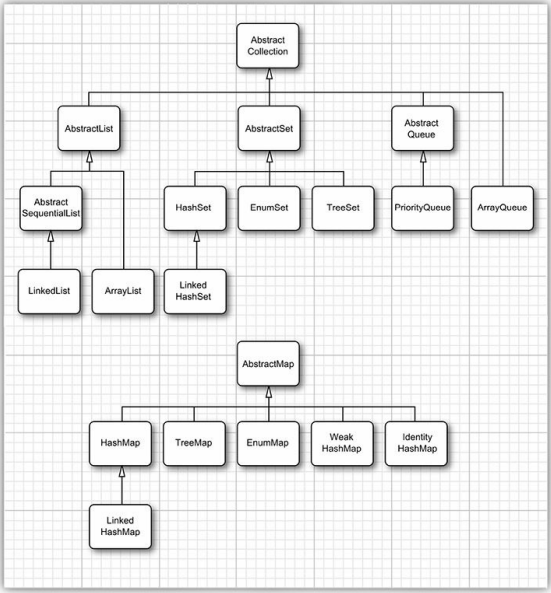 Abstract
Collection
AbstractList
AbstractSet
Abstract
Queue
Abstract
SequentialList
HashSet
EnumSet
TreeSet
PriorityQueue
ArrayQueue
LinkedList
ArrayList
Linked
HashSet
AbstractMap
HashMap
TreeMap
EnumMap
Weak
HashMap
Identity
HashMap
Linked
HashMap